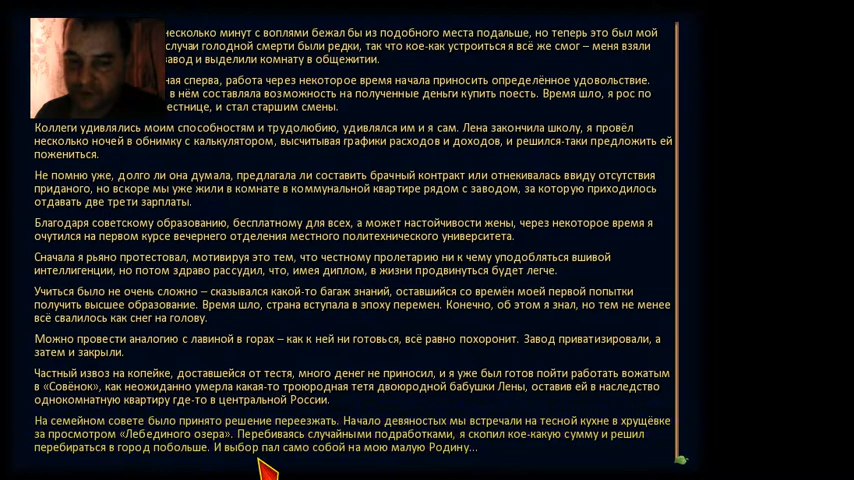 несколько минут с воплями бежал бы из подобного места подальше, но теперь это был мой
случаи голодной смерти были редки, так что кое-как устроиться я всё же смог – меня взяли
завод и выделили комнату в общежитии.
ная сперва, работа через некоторое время начала приносить определённое удовольствие.
в нём составляла возможность на полученные деньги купить поесть. Время шло, я рос по
естнице, и стал старшим смены.
Коллеги удивлялись моим способностям и трудолюбию, удивлялся им и я сам. Лена закончила школу, я провёл
несколько ночей в обнимку с калькулятором, высчитывая графики расходов и доходов, и решился-таки предложить ей
пожениться.
Не помню уже, долго ли она думала, предлагала ли составить брачный контракт или отнекивалась ввиду отсутствия
приданого, но вскоре мы уже жили в комнате в коммунальной квартире рядом с заводом, за которую приходилось
отдавать две трети зарплаты.
Благодаря советскому образованию, бесплатному для всех, а может настойчивости жены, через некоторое время я
очутился на первом курсе вечернего отделения местного политехнического университета.
Сначала я рьяно протестовал, мотивируя это тем, что честному пролетарию ни к чему уподобляться вшивой
интеллигенции, но потом здраво рассудил, что, имея диплом, в жизни продвинуться будет легче.
Учиться было не очень сложно – сказывался какой-то багаж знаний, оставшийся со времён моей первой попытки
получить высшее образование. Время шло, страна вступала в эпоху перемен. Конечно, об этом я знал, но тем не менее
всё свалилось как снег на голову.
Можно провести аналогию с лавиной в горах – как к ней ни готовься, всё равно похоронит. Завод приватизировали, а
затем и закрыли.
Частный извоз на копейке, доставшейся от тестя, много денег не приносил, и я уже был готов пойти работать вожатым
в «Совёнок», как неожиданно умерла какая-то троюродная тетя двоюродной бабушки Лены, оставив ей в наследство
однокомнатную квартиру где-то в центральной России.
На семейном совете было принято решение переезжать. Начало девяностых мы встречали на тесной кухне в хрущёвке
за просмотром «Лебединого озера». Перебиваясь случайными подработками, я скопил кое-какую сумму и решил
перебираться в город побольше. И выбор пал само собой на мою малую Родину...